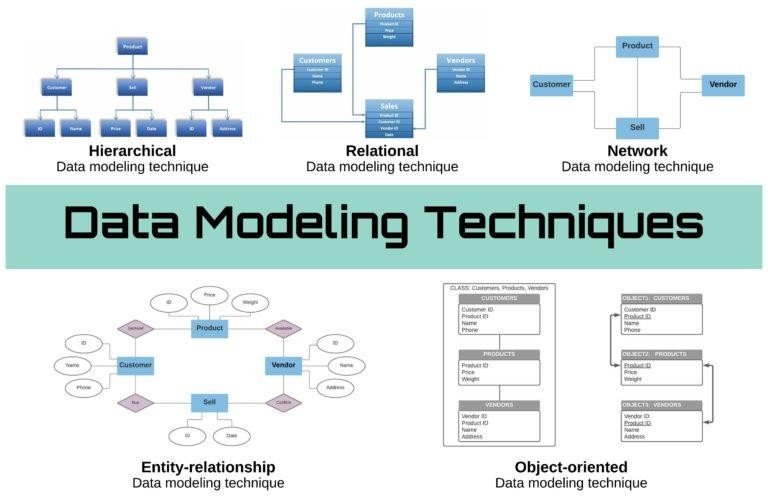 Product
Customer
Sell
Vendor
ID
Name
Price
Date
ID
Address
Hierarchical
Data modeling technique
Products
Product ID
Price
Weight
Customers
Customer ID
Name
Phone
Vendors
Vendor ID
Name
Address
Sales
Product ID
Customer ID
Vendor ID
Date
Relational
Data modeling technique
Product
Customer
Vendor
Sell
Network
Data modeling technique
Data Modeling Techniques
ID
Price
Weight
Demand
Product
Available
ID
Name
Phone
Customer
Vendor
ID
Name
Address
Buy
Sell
Confirm
ID
Date
Entity-relationship
Data modeling technique
CLASS: Customers, Products, Vendors
CUSTOMERS
Customer ID
Product ID
Name
Phone
PRODUCTS
Product ID
Price
Weight
VENDORS
Vendor ID
Product ID
Name
Address
OBJECT1: CUSTOMERS
Customer ID
Product ID
Name
Phone
OBJECT2: PRODUCTS
Product ID
Price
Weight
OBJECT3: VENDORS
Vendor ID
Product ID
Name
Address
Object-oriented
Data modeling technique